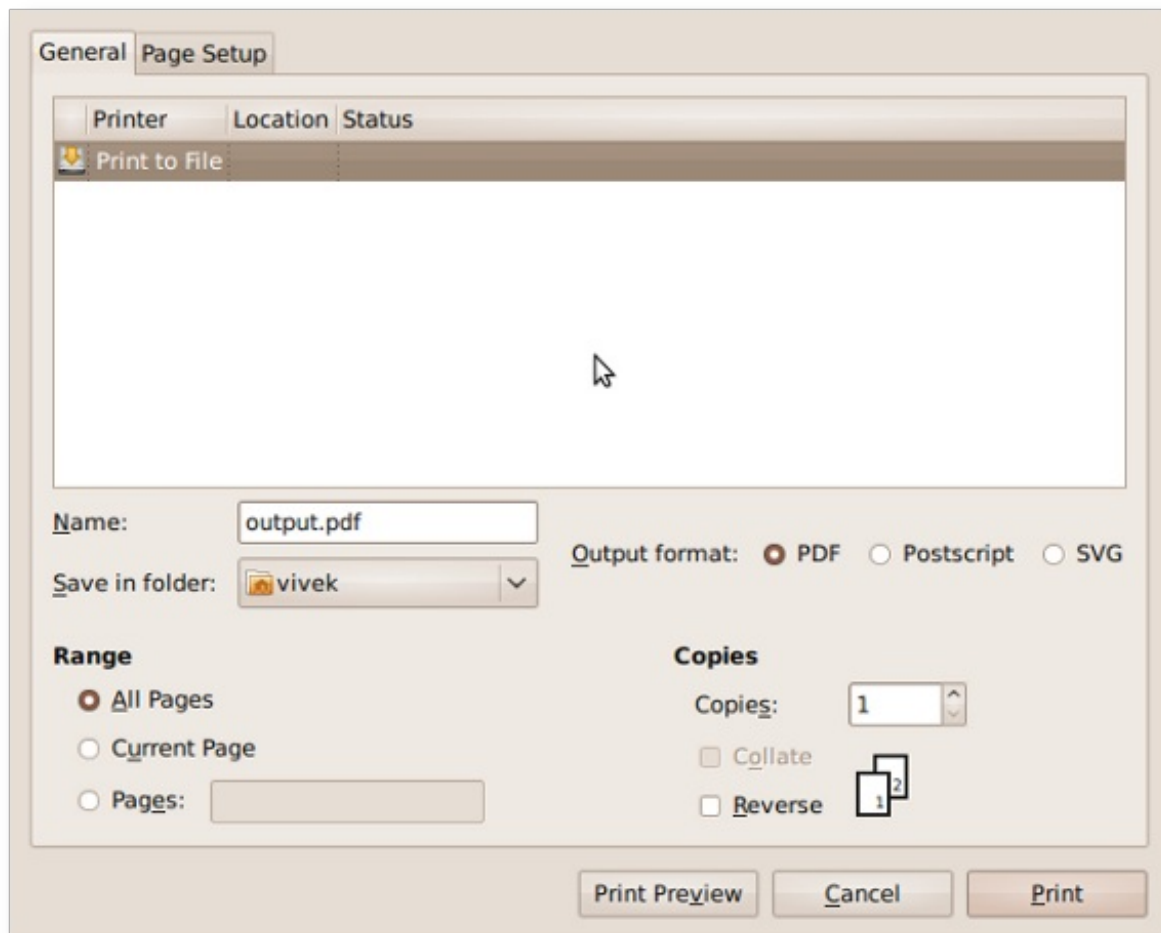 General Page Setup
Printer Location Status
Print to File
Name: output.pdf
Save in folder: vivek
Output format: PDF Postscript SVG
Range
All Pages
Current Page
Pages:
Copies
Copies: 1
Collate
Reverse
1 2
Print Preview Cancel Print